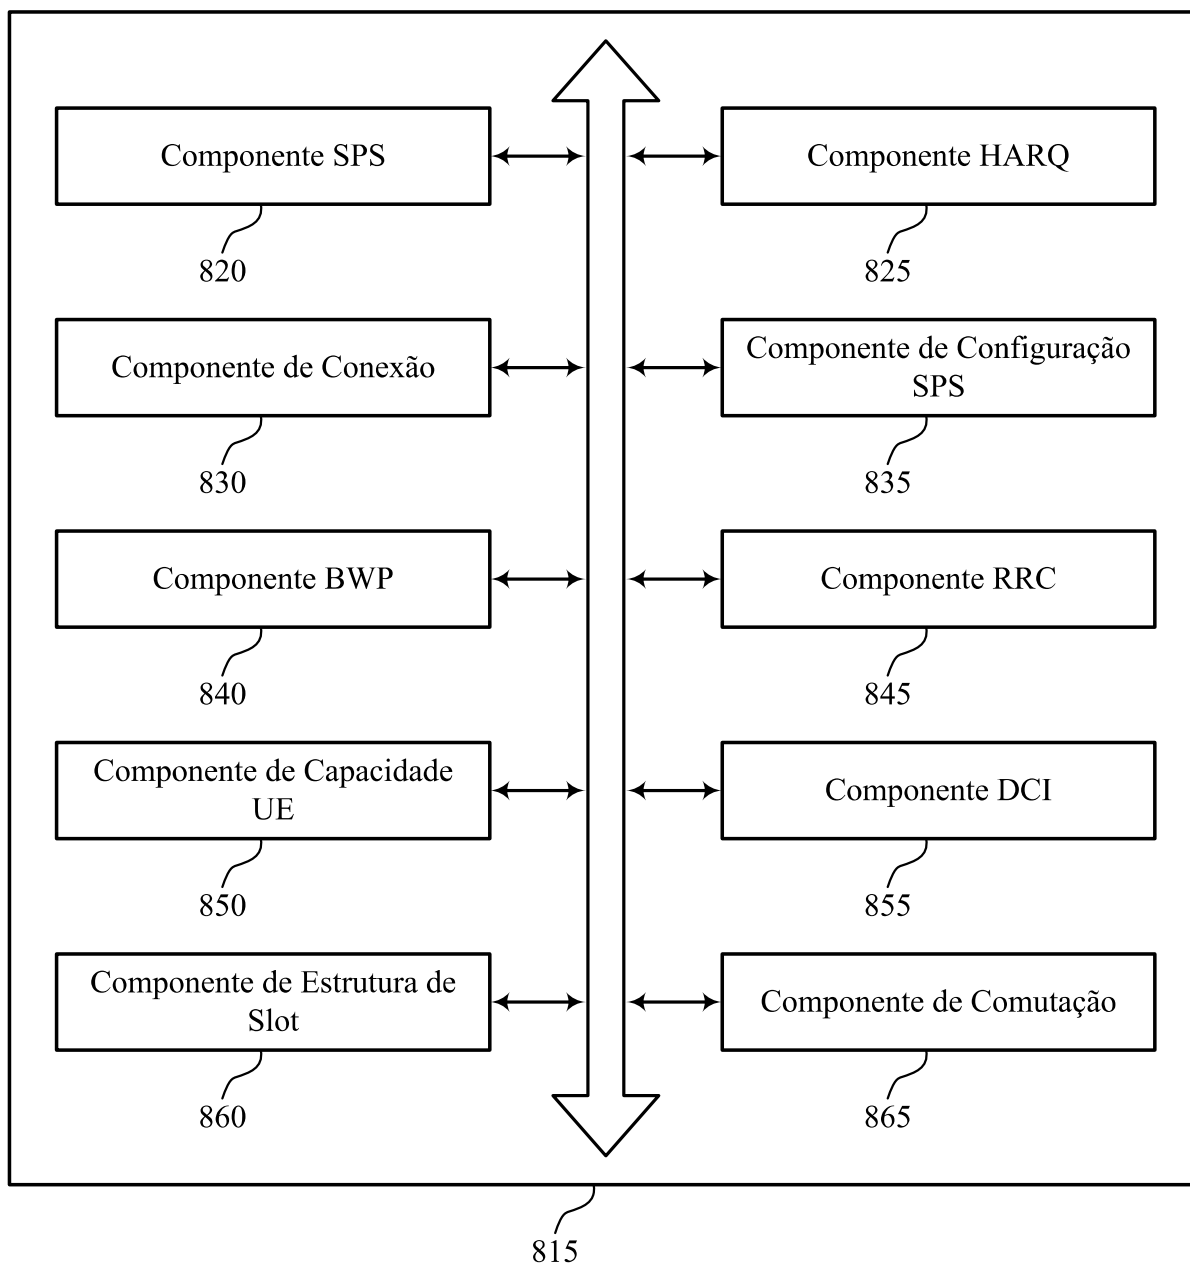 Componente SPS
820
Componente HARQ
825
Componente de Conexão
830
Componente de Configuração
SPS
835
Componente BWP
840
Componente RRC
845
Componente de Capacidade
UE
850
Componente DCI
855
Componente de Estrutura de
Slot
860
Componente de Comutação
865
815